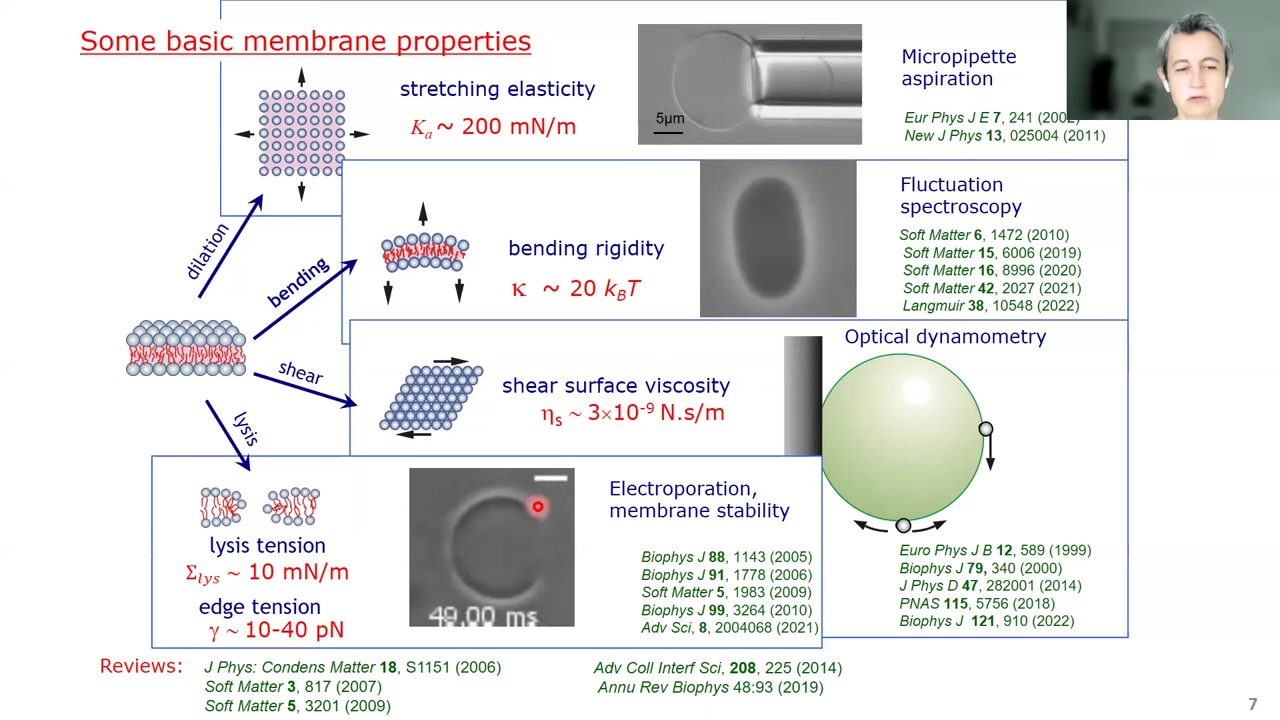 Some basic membrane properties
stretching elasticity
Kₐ ~ 200 mN/m
5μm
Micropipette
aspiration
Eur Phys J E 7, 241 (2002)
New J Phys 13, 025004 (2011)
dilation
bending
shear
lysis
bending rigidity
κ ~ 20 k_BT
Fluctuation
spectroscopy
Soft Matter 6, 1472 (2010)
Soft Matter 15, 6006 (2019)
Soft Matter 16, 8996 (2020)
Soft Matter 42, 2027 (2021)
Langmuir 38, 10548 (2022)
shear surface viscosity
ηₛ ~ 3×10⁻⁹ N.s/m
Optical dynamometry
Euro Phys J B 12, 589 (1999)
Biophys J 79, 340 (2000)
J Phys D 47, 282001 (2014)
PNAS 115, 5756 (2018)
Biophys J 121, 910 (2022)
lysis tension
Σ_lys ~ 10 mN/m
edge tension
γ ~ 10-40 pN
49.00 ms
Electroporation,
membrane stability
Biophys J 88, 1143 (2005)
Biophys J 91, 1778 (2006)
Soft Matter 5, 1983 (2009)
Biophys J 99, 3264 (2010)
Adv Sci, 8, 2004068 (2021)
Reviews:
J Phys: Condens Matter 18, S1151 (2006)
Soft Matter 3, 817 (2007)
Soft Matter 5, 3201 (2009)
Adv Coll Interf Sci, 208, 225 (2014)
Annu Rev Biophys 48:93 (2019)
7